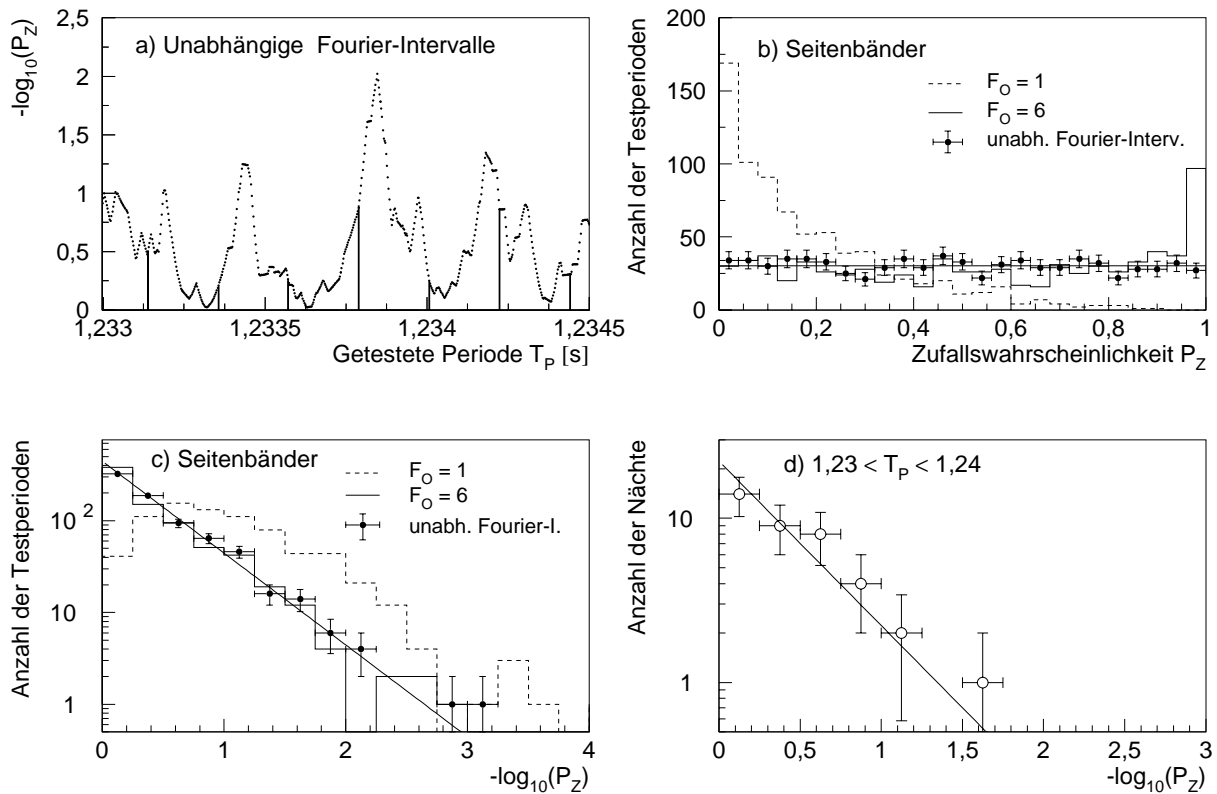 a) Unabhängige Fourier-Intervalle
-log10(PZ)
2,5
2
1,5
1
0,5
0
1,233
1,2335
1,234
1,2345
Getestete Periode TP [s]
b) Seitenbänder
Anzahl der Testperioden
200
150
100
50
0
FO = 1
FO = 6
unabh. Fourier-Interv.
0
0,2
0,4
0,6
0,8
1
Zufallswahrscheinlichkeit PZ
c) Seitenbänder
Anzahl der Testperioden
10 2
10
1
FO = 1
FO = 6
unabh. Fourier-I.
0
1
2
3
4
-log10(PZ)
d) 1,23 < TP < 1,24
Anzahl der Nächte
10
1
0
0,5
1
1,5
2
2,5
3
-log10(PZ)